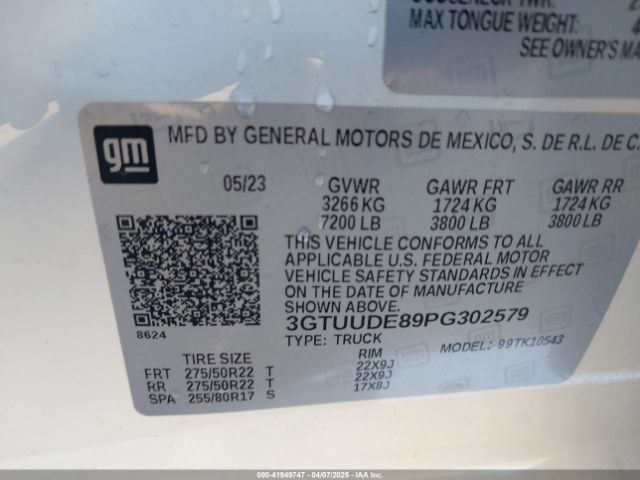 MAX TONGUE WEIGHT:
SEE OWNER'S MA
gm
MFD BY GENERAL MOTORS DE MEXICO, S. DE R.L. DE C.
05/23 GVWR GAWR FRT GAWR RR
3266 KG 1724 KG 1724 KG
7200 LB 3800 LB 3800 LB
THIS VEHICLE CONFORMS TO ALL
APPLICABLE U.S. FEDERAL MOTOR
VEHICLE SAFETY STANDARDS IN EFFECT
ON THE DATE OF MANUFACTURE
SHOWN ABOVE.
3GTUUDE89PG302579
8624
TYPE: TRUCK MODEL: 99TK10543
TIRE SIZE RIM
FRT 275/50R22 T 22X9J
RR 275/50R22 T 22X9J
SPA 255/80R17 S 17X8J
000-41949747 - 04/07/2025 - IAA Inc.